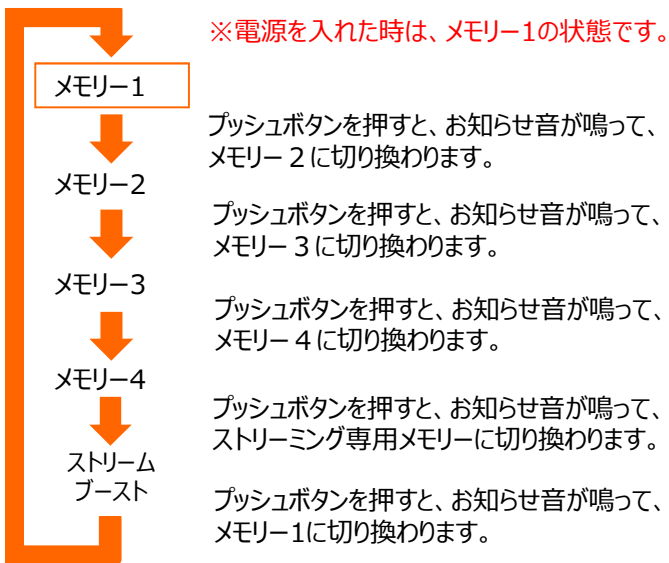 ※電源を入れた時は、メモリー1の状態です。
メモリー1
プッシュボタンを押すと、お知らせ音が鳴って、
メモリー２に切り換わります。
メモリー2
プッシュボタンを押すと、お知らせ音が鳴って、
メモリー３に切り換わります。
メモリー3
プッシュボタンを押すと、お知らせ音が鳴って、
メモリー４に切り換わります。
メモリー4
プッシュボタンを押すと、お知らせ音が鳴って、
ストリーミング専用メモリーに切り換わります。
ストリーム
ブースト
プッシュボタンを押すと、お知らせ音が鳴って、
メモリー1に切り換わります。